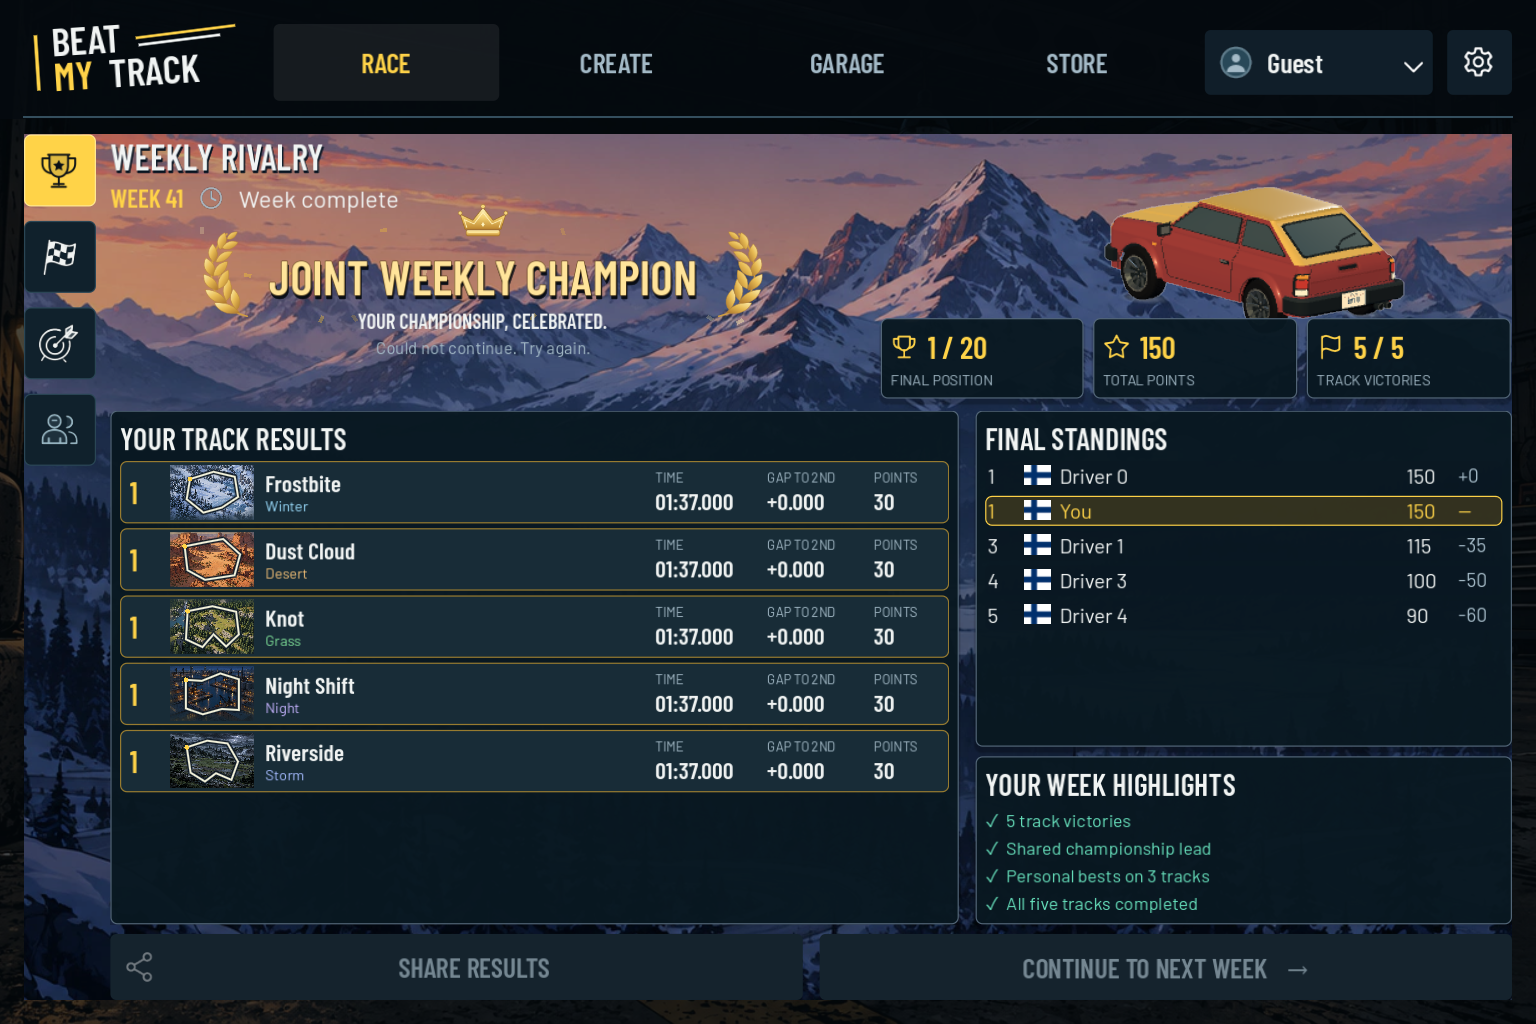 BEAT
MY TRACK
RACE
CREATE
GARAGE
STORE
Guest
WEEKLY RIVALRY
WEEK 41 Week complete
JOINT WEEKLY CHAMPION
YOUR CHAMPIONSHIP, CELEBRATED.
Could not continue. Try again.
1 / 20
FINAL POSITION
150
TOTAL POINTS
5 / 5
TRACK VICTORIES
YOUR TRACK RESULTS
1 Frostbite TIME GAP TO 2ND POINTS
Winter 01:37.000 +0.000 30
1 Dust Cloud TIME GAP TO 2ND POINTS
Desert 01:37.000 +0.000 30
1 Knot TIME GAP TO 2ND POINTS
Grass 01:37.000 +0.000 30
1 Night Shift TIME GAP TO 2ND POINTS
Night 01:37.000 +0.000 30
1 Riverside TIME GAP TO 2ND POINTS
Storm 01:37.000 +0.000 30
FINAL STANDINGS
1 Driver 0 150 +0
1 You 150 —
3 Driver 1 115 -35
4 Driver 3 100 -50
5 Driver 4 90 -60
YOUR WEEK HIGHLIGHTS
✓ 5 track victories
✓ Shared championship lead
✓ Personal bests on 3 tracks
✓ All five tracks completed
SHARE RESULTS
CONTINUE TO NEXT WEEK →